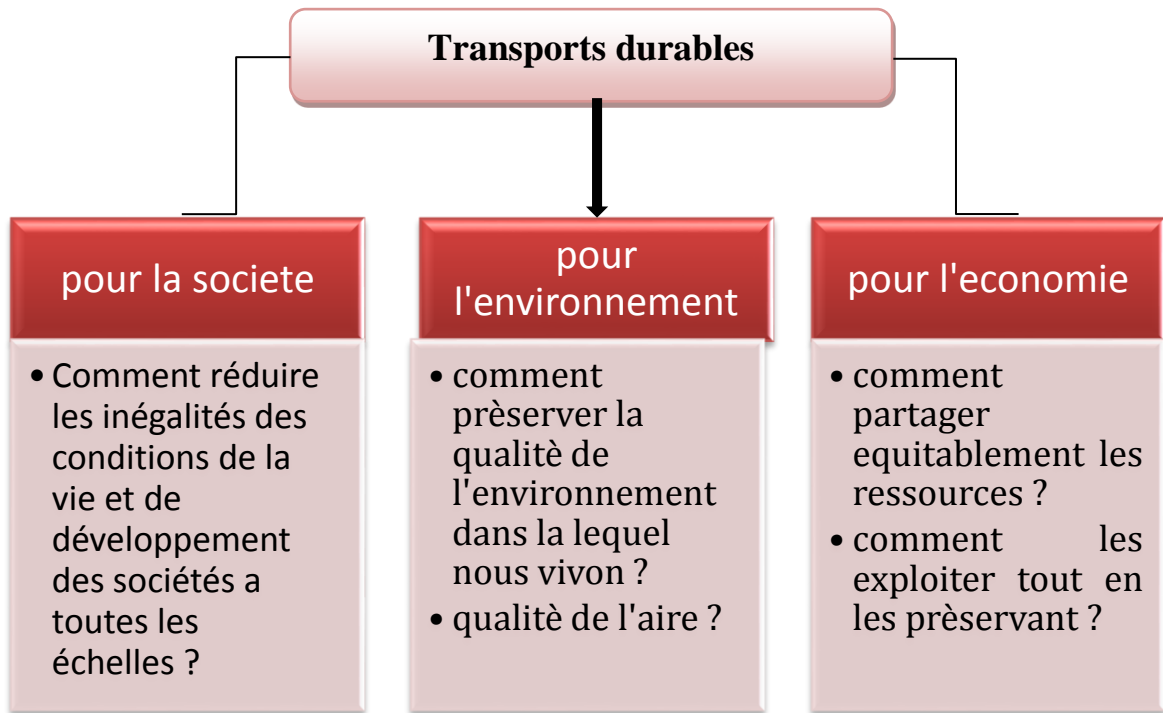 Transports durables
pour la societe
• Comment réduire
les inégalités des
conditions de la
vie et de
développement
des sociétés a
toutes les
échelles ?
pour
l'environnement
• comment
prèserver la
qualitè de
l'environnement
dans la lequel
nous vivon ?
• qualitè de l'aire ?
pour l'economie
• comment
partager
equitablement les
ressources ?
• comment les
exploiter tout en
les prèservant ?